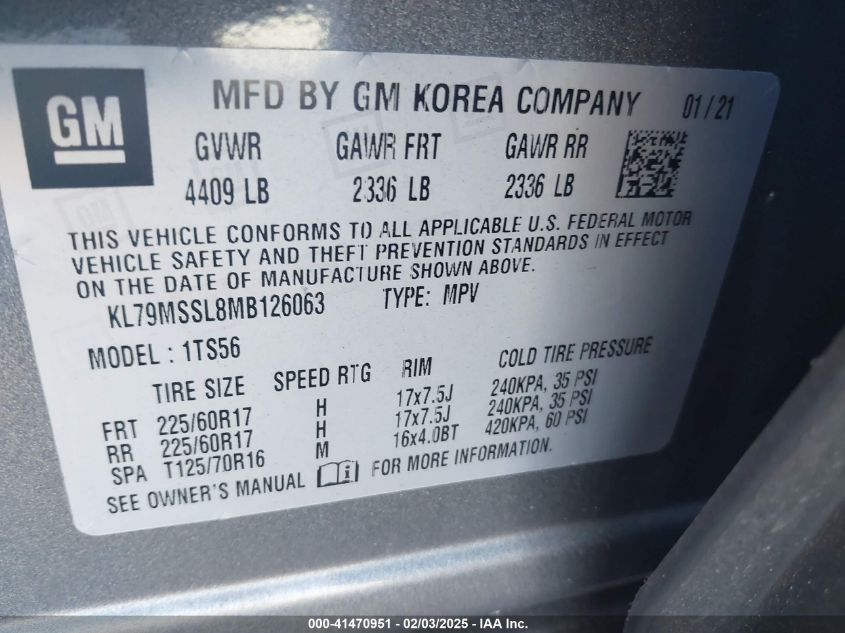 GM
MFD BY GM KOREA COMPANY 01/21
GVWR GAWR FRT GAWR RR
4409 LB 2336 LB 2336 LB
THIS VEHICLE CONFORMS TO ALL APPLICABLE U.S. FEDERAL MOTOR
VEHICLE SAFETY AND THEFT PREVENTION STANDARDS IN EFFECT
ON THE DATE OF MANUFACTURE SHOWN ABOVE.
KL79MSSL8MB126063 TYPE: MPV
MODEL : 1TS56
TIRE SIZE SPEED RTG RIM COLD TIRE PRESSURE
FRT 225/60R17 H 17x7.5J 240KPA, 35 PSI
RR 225/60R17 H 17x7.5J 240KPA, 35 PSI
SPA T125/70R16 M 16x4.0BT 420KPA, 60 PSI
SEE OWNER'S MANUAL FOR MORE INFORMATION.
000-41470951 - 02/03/2025 - IAA Inc.